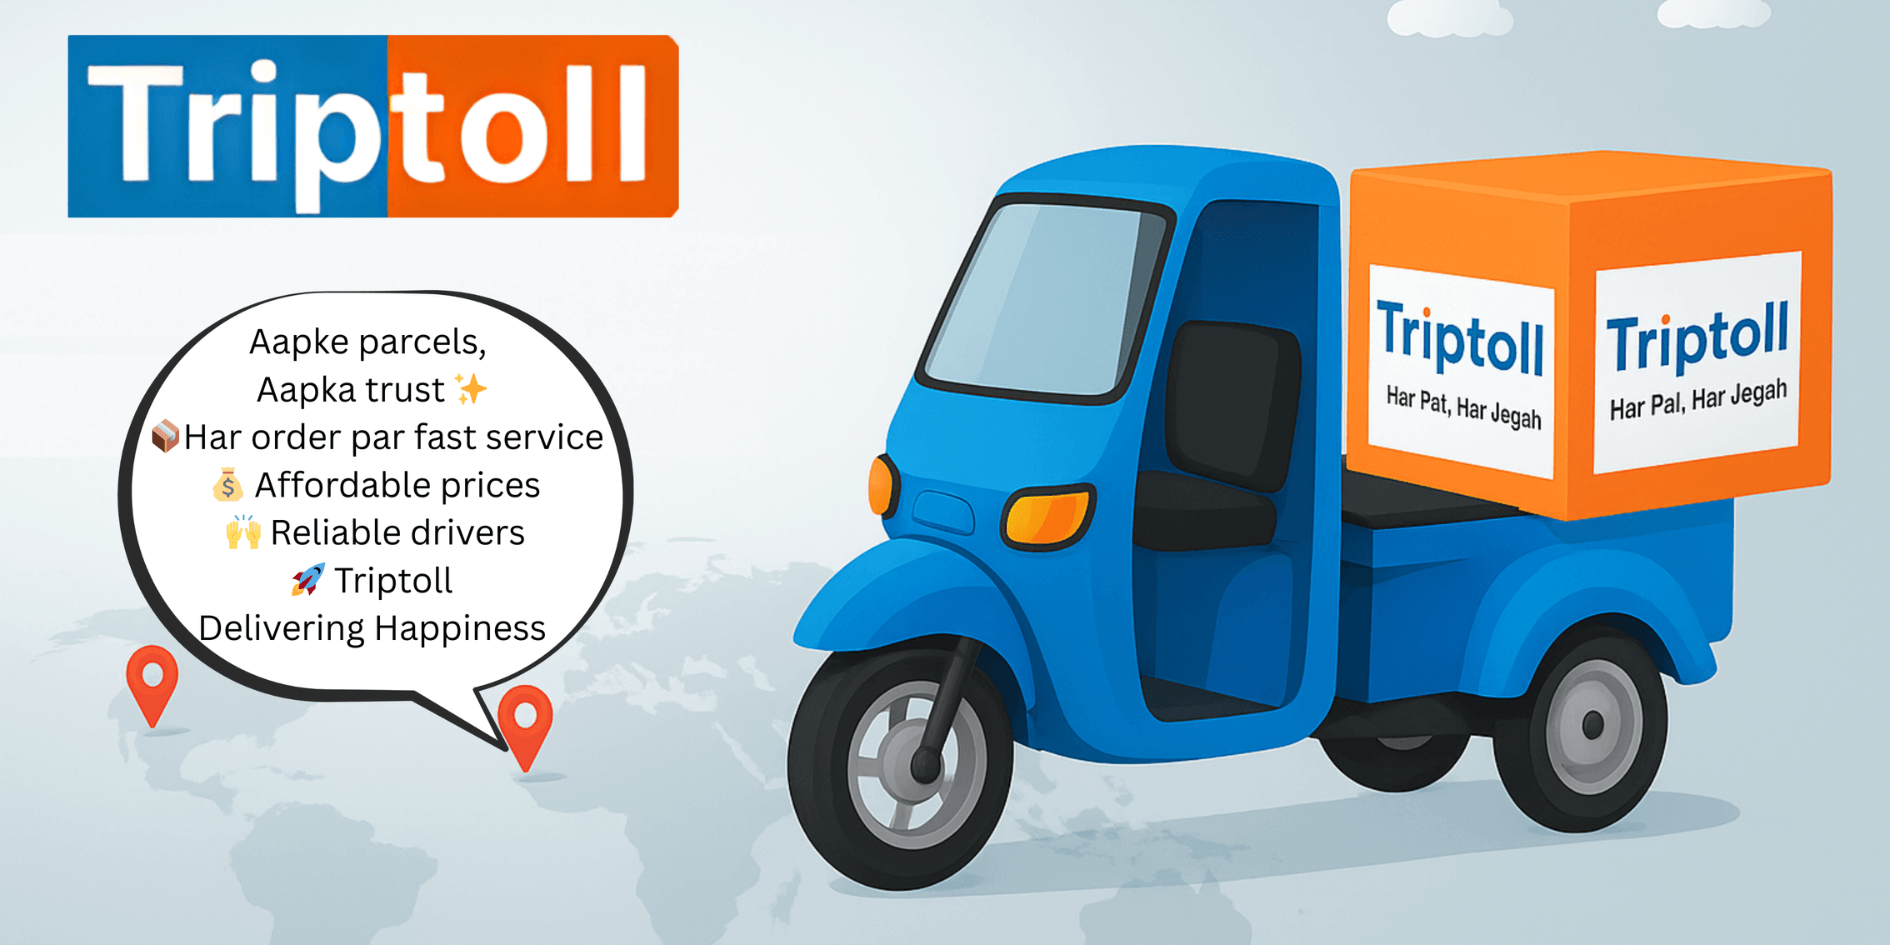 Triptoll
Aapke parcels,
Aapka trust ✨
📦Har order par fast service
💰 Affordable prices
🙌 Reliable drivers
🚀 Triptoll
Delivering Happiness
Triptoll
Har Pat, Har Jegah
Triptoll
Har Pal, Har Jegah